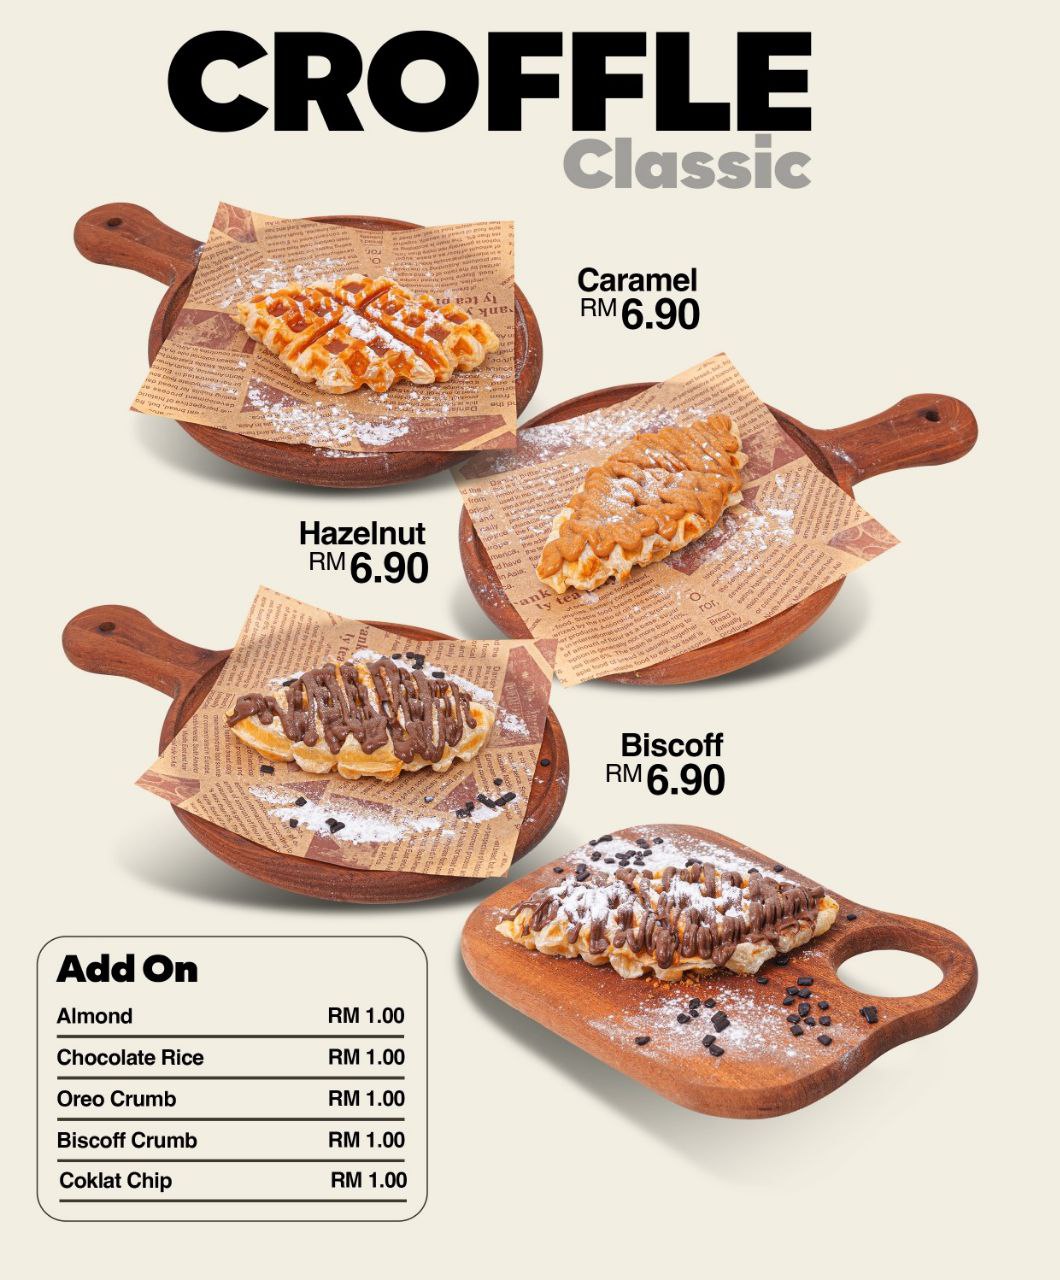 CROFFLE
Classic
Caramel
RM 6.90
Hazelnut
RM 6.90
Biscoff
RM 6.90
Add On
Almond RM 1.00
Chocolate Rice RM 1.00
Oreo Crumb RM 1.00
Biscoff Crumb RM 1.00
Coklat Chip RM 1.00